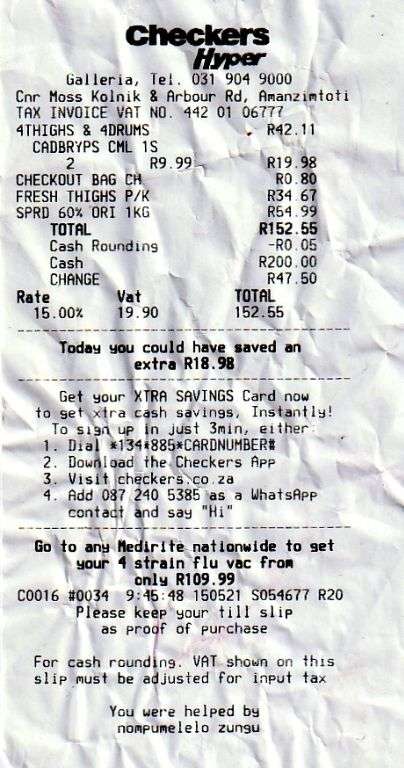 Checkers
Hyper
Galleria, Tel. 031 904 9000
Cnr Moss Kolnik & Arbour Rd, Amanzimtoti
TAX INVOICE VAT NO. 442 01 06777
4THIGHS & 4DRUMS R42.11
CADBRYPS CML 1S
2 R9.99 R19.98
CHECKOUT BAG CH R0.80
FRESH THIGHS P/K R34.67
SPRD 60% ORI 1KG R54.99
TOTAL R152.55
Cash Rounding -R0.05
Cash R200.00
CHANGE R47.50
Rate Vat TOTAL
15.00% 19.90 152.55
Today you could have saved an
extra R18.98
Get your XTRA SAVINGS Card now
to get xtra cash savings, Instantly!
To sign up in just 3min, either:
1. Dial *134*885*CARDNUMBER#
2. Download the Checkers App
3. Visit checkers.co.za
4. Add 087 240 5385 as a WhatsApp
contact and say "Hi"
Go to any Medirite nationwide to get
your 4 strain flu vac from
only R109.99
C0016 #0034 9:45:48 150521 S054677 R20
Please keep your till slip
as proof of purchase
For cash rounding. VAT shown on this
slip must be adjusted for input tax
You were helped by
nompumelelo zungu